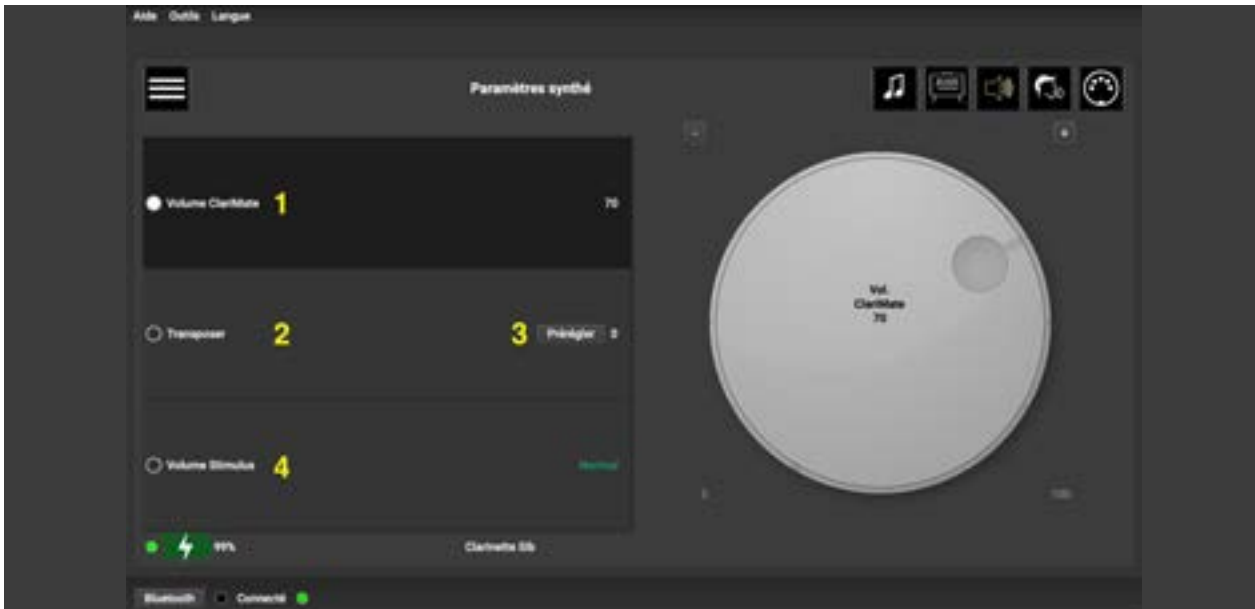 Aide Outils Langue
Paramètres synthé
Volume ClariMate 1 70
Transposer 2 3 Prérégler 0
Volume Stimulus 4 Normal
Vol.
ClariMate
70
100
99%
Clarinette SIb
Bluetooth Connecté